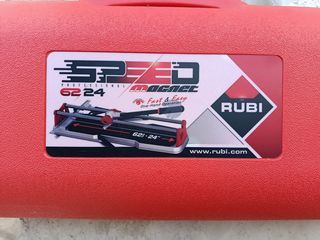 SPEED
PROFESSIONAL
MAGNET
62 24
Fast & Easy
RUBI
62 · 24"
www.rubi.com